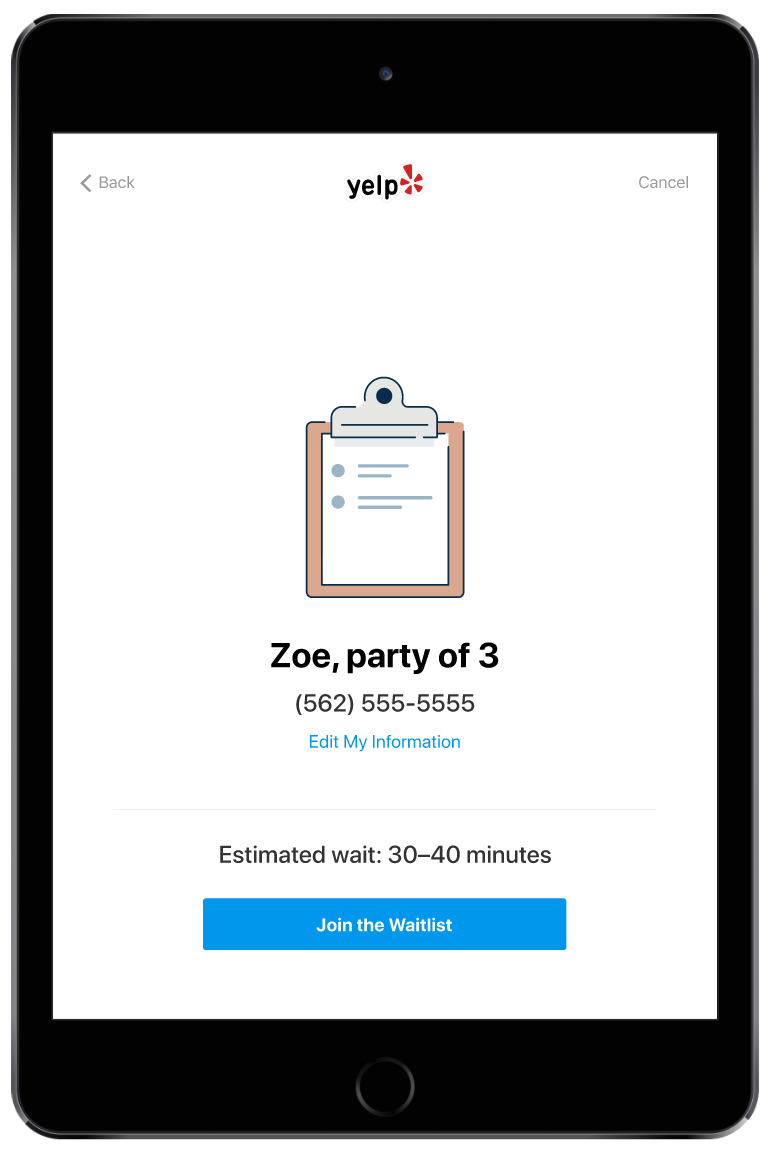 Back
yelp
Cancel
Zoe, party of 3
(562) 555-5555
Edit My Information
Estimated wait: 30–40 minutes
Join the Waitlist